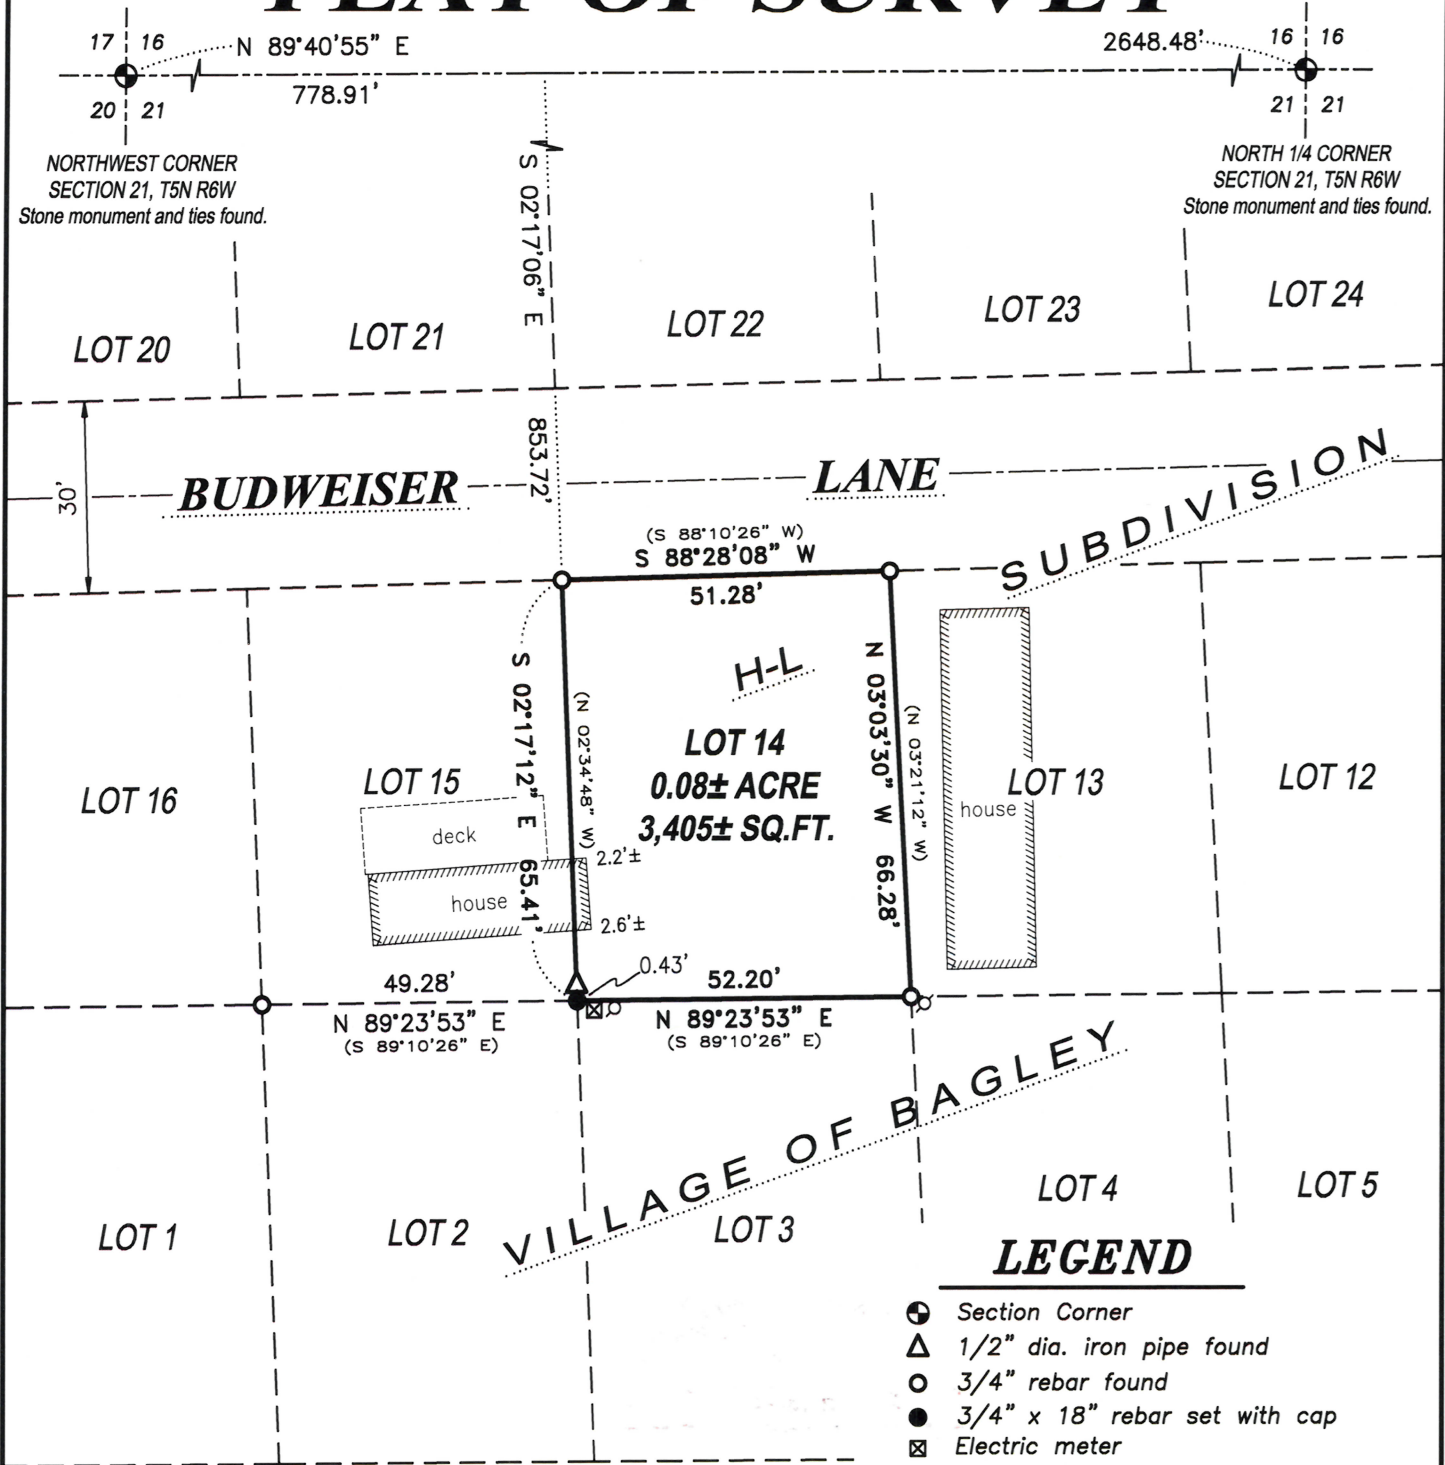 PLAT OF SURVEY
17 16
N 89°40'55" E
2648.48'
16 16
20 21
778.91'
21 21
NORTHWEST CORNER
SECTION 21, T5N R6W
Stone monument and ties found.
NORTH 1/4 CORNER
SECTION 21, T5N R6W
Stone monument and ties found.
S 02°17'06" E
853.72'
LOT 20
LOT 21
LOT 22
LOT 23
LOT 24
30'
BUDWEISER LANE
SUBDIVISION
(S 88°10'26" W)
S 88°28'08" W
51.28'
H-L
S 02°17'12" E 65.41'
(N 02°34'48" W)
N 03°03'30" W 66.28'
(N 03°21'12" W)
LOT 16
LOT 15
LOT 14
0.08± ACRE
3,405± SQ.FT.
LOT 13
LOT 12
deck
house
house
2.2'±
2.6'±
0.43'
49.28'
N 89°23'53" E
(S 89°10'26" E)
52.20'
N 89°23'53" E
(S 89°10'26" E)
VILLAGE OF BAGLEY
LOT 1
LOT 2
LOT 3
LOT 4
LOT 5
LEGEND
Section Corner
1/2" dia. iron pipe found
3/4" rebar found
3/4" x 18" rebar set with cap
Electric meter